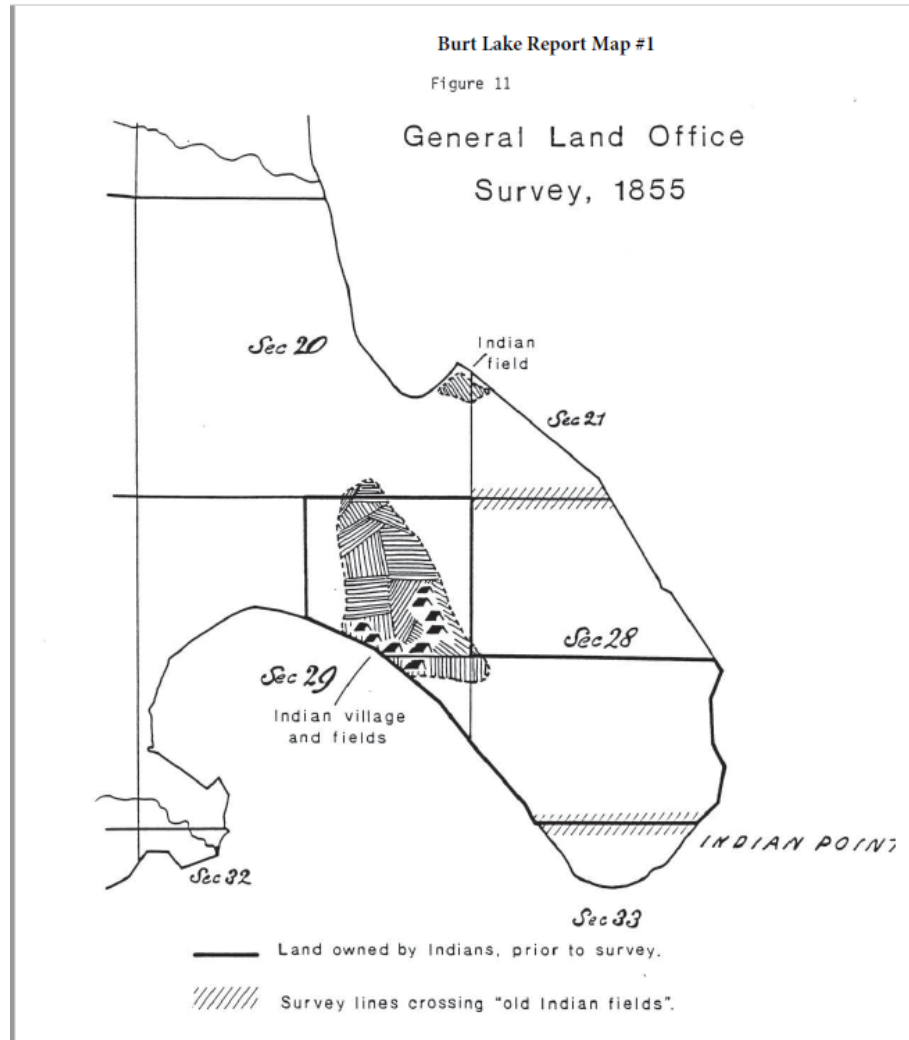 Burt Lake Report Map #1
Figure 11
General Land Office
Survey, 1855
Sec 20
Indian
field
Sec 21
Sec 28
Sec 29
Indian village
and fields
INDIAN POINT
Sec 32
Sec 33
Land owned by Indians, prior to survey.
Survey lines crossing "old Indian fields".